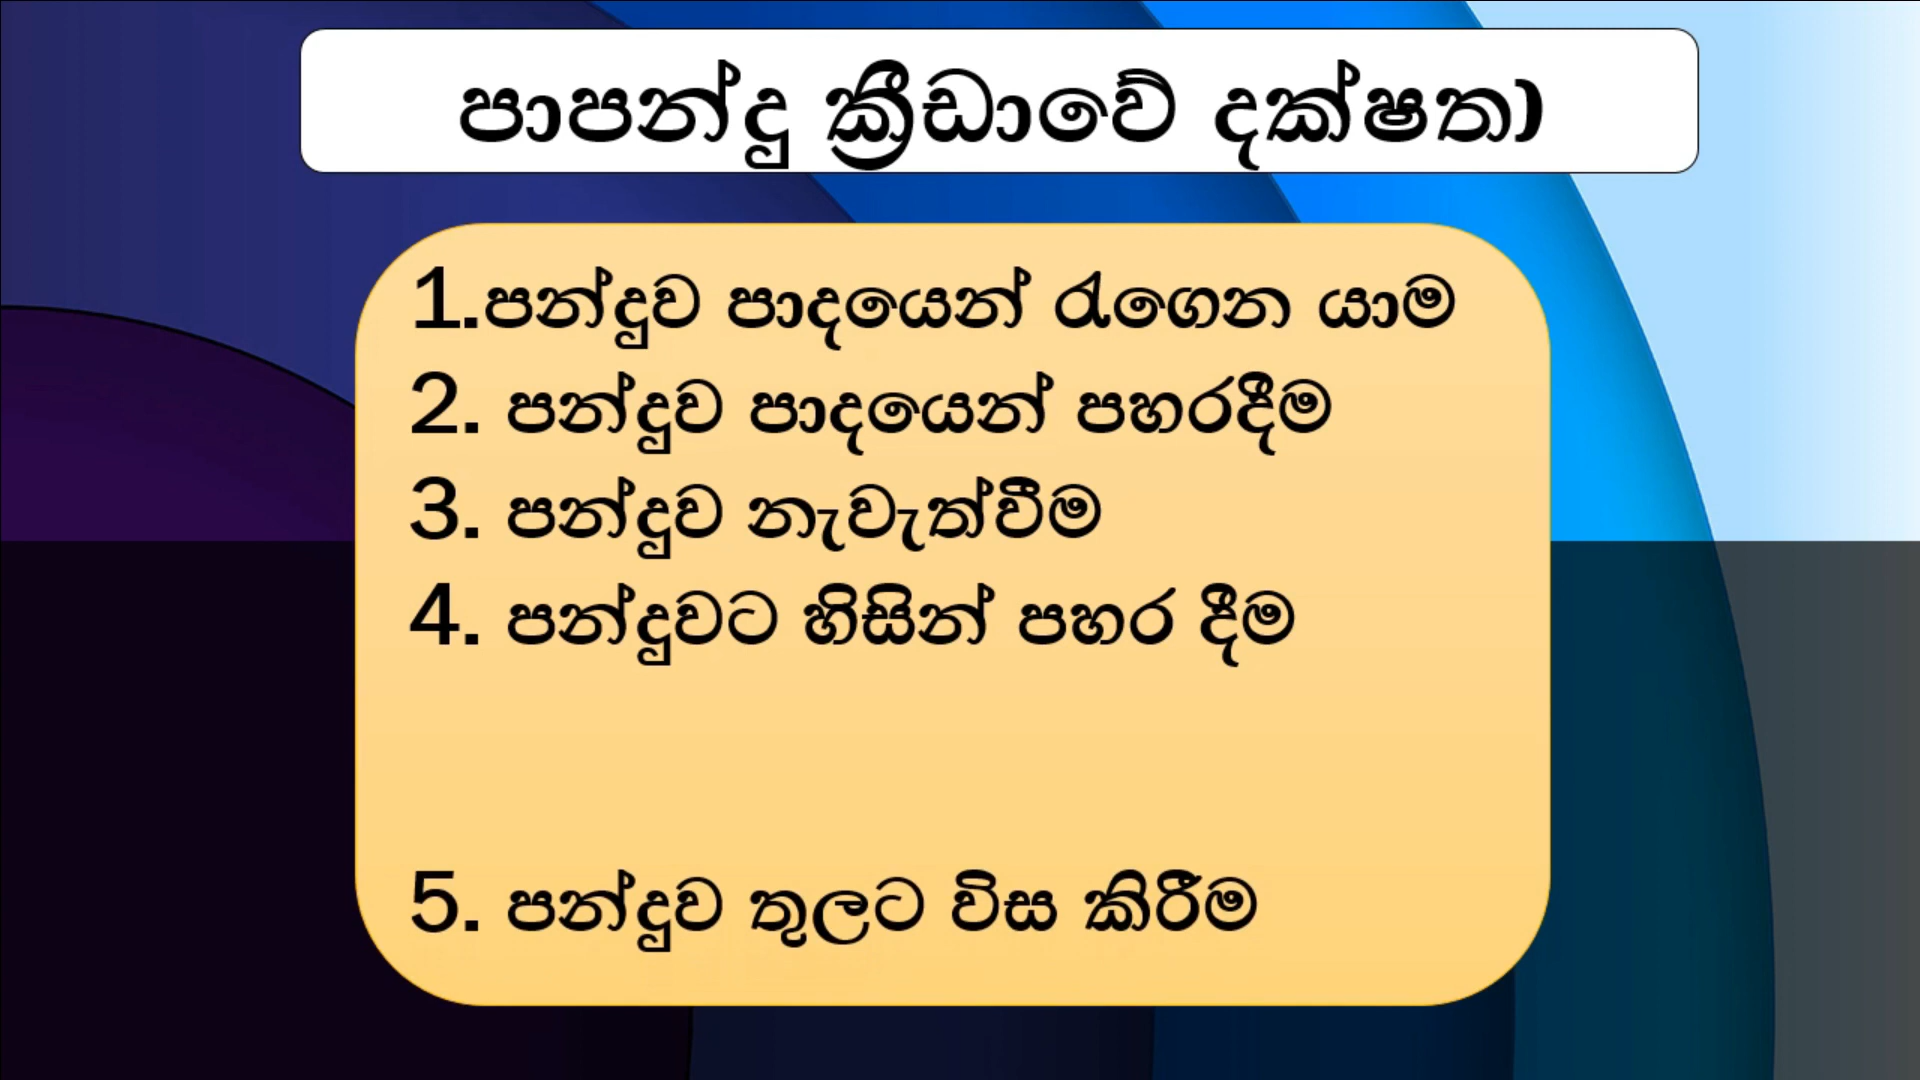 පාපන්දු ක්‍රීඩාවේ දක්ෂතා
1.පන්දුව පාදයෙන් රැගෙන යාම
2. පන්දුව පාදයෙන් පහරදීම
3. පන්දුව නැවැත්වීම
4. පන්දුවට හිසින් පහර දීම
5. පන්දුව තුලට විස කිරීම